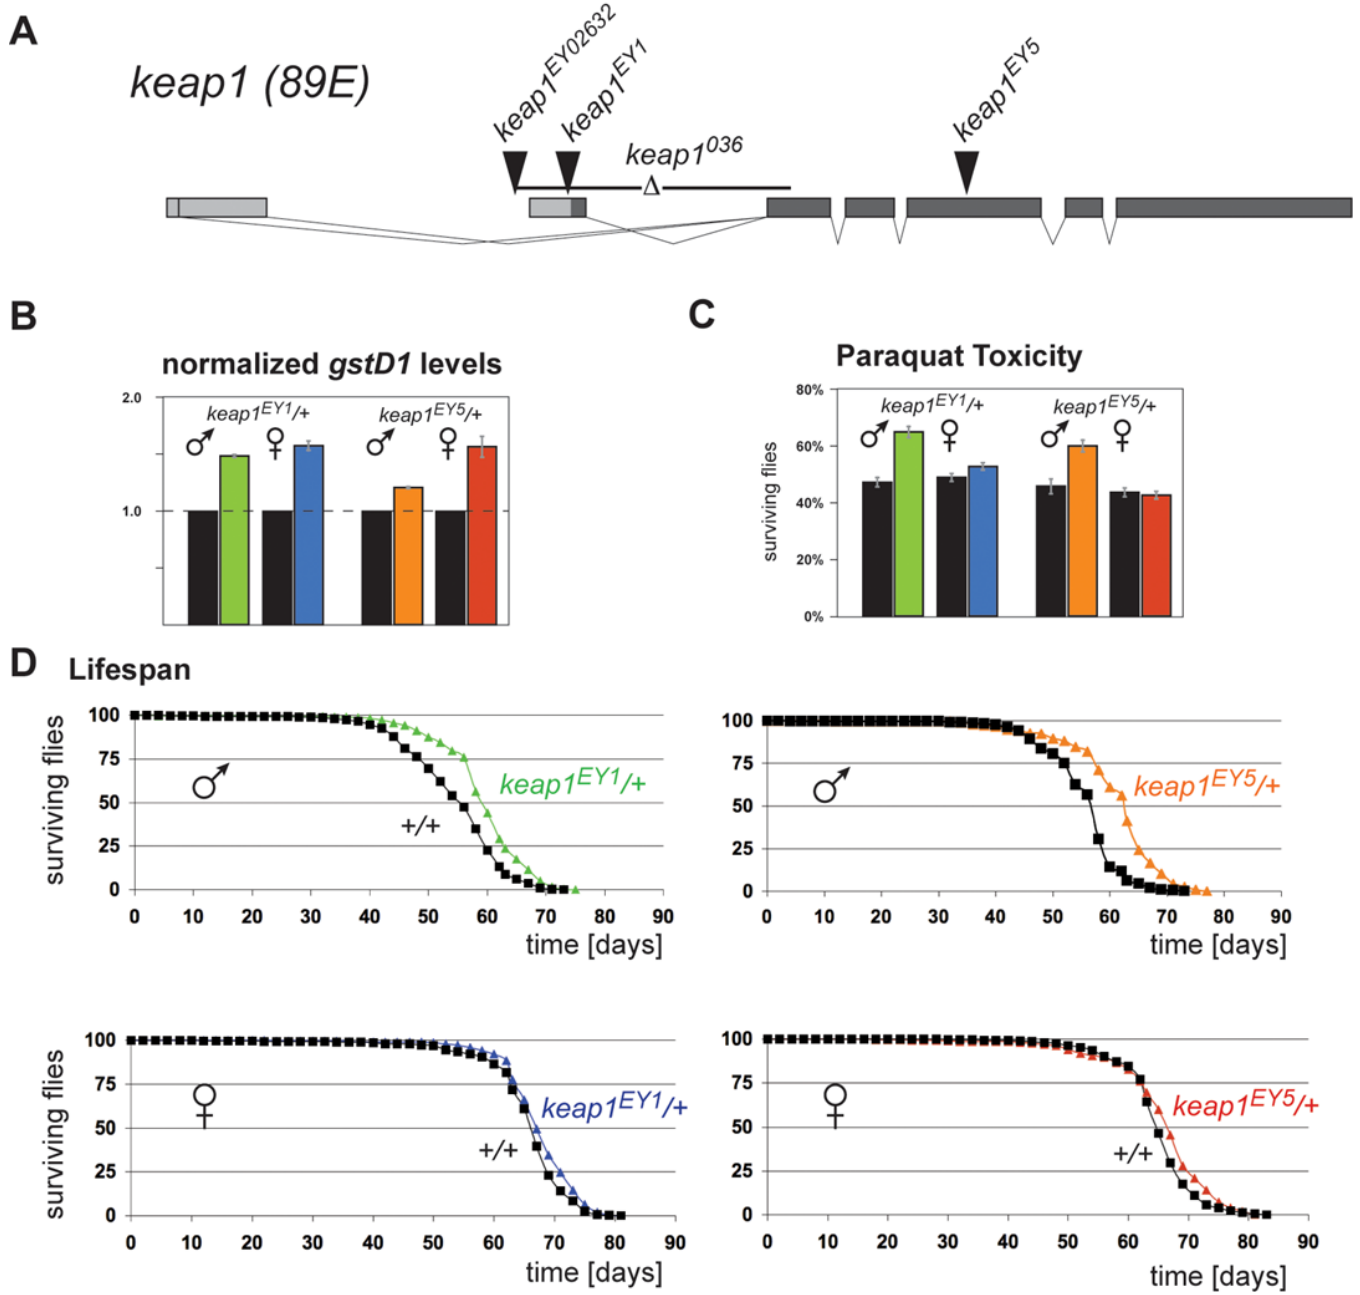 A
keap1 (89E)
keap1EY02632
keap1EY1
keap1036
Δ
keap1EY5
B
normalized gstD1 levels
2.0
1.0
keap1EY1/+
keap1EY5/+
♂ ♀ ♂ ♀
C
Paraquat Toxicity
surviving flies
80%
60%
40%
20%
0%
keap1EY1/+
keap1EY5/+
♂ ♀ ♂ ♀
D Lifespan
surviving flies
100
75
50
25
0
♂
keap1EY1/+
+/+
0 10 20 30 40 50 60 70 80 90
time [days]
100
75
50
25
0
♂
keap1EY5/+
0 10 20 30 40 50 60 70 80 90
time [days]
surviving flies
100
75
50
25
0
♀
keap1EY1/+
+/+
0 10 20 30 40 50 60 70 80 90
time [days]
100
75
50
25
0
♀
keap1EY5/+
+/+
0 10 20 30 40 50 60 70 80 90
time [days]